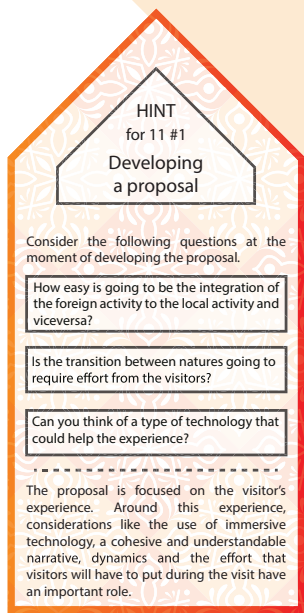 HINT
for 11 #1
Developing
a proposal
Consider the following questions at the
moment of developing the proposal.
How easy is going to be the integration of
the foreign activity to the local activity and
viceversa?
Is the transition between natures going to
require effort from the visitors?
Can you think of a type of technology that
could help the experience?
The proposal is focused on the visitor's
experience. Around this experience,
considerations like the use of immersive
technology, a cohesive and understandable
narrative, dynamics and the effort that
visitors will have to put during the visit have
an important role.